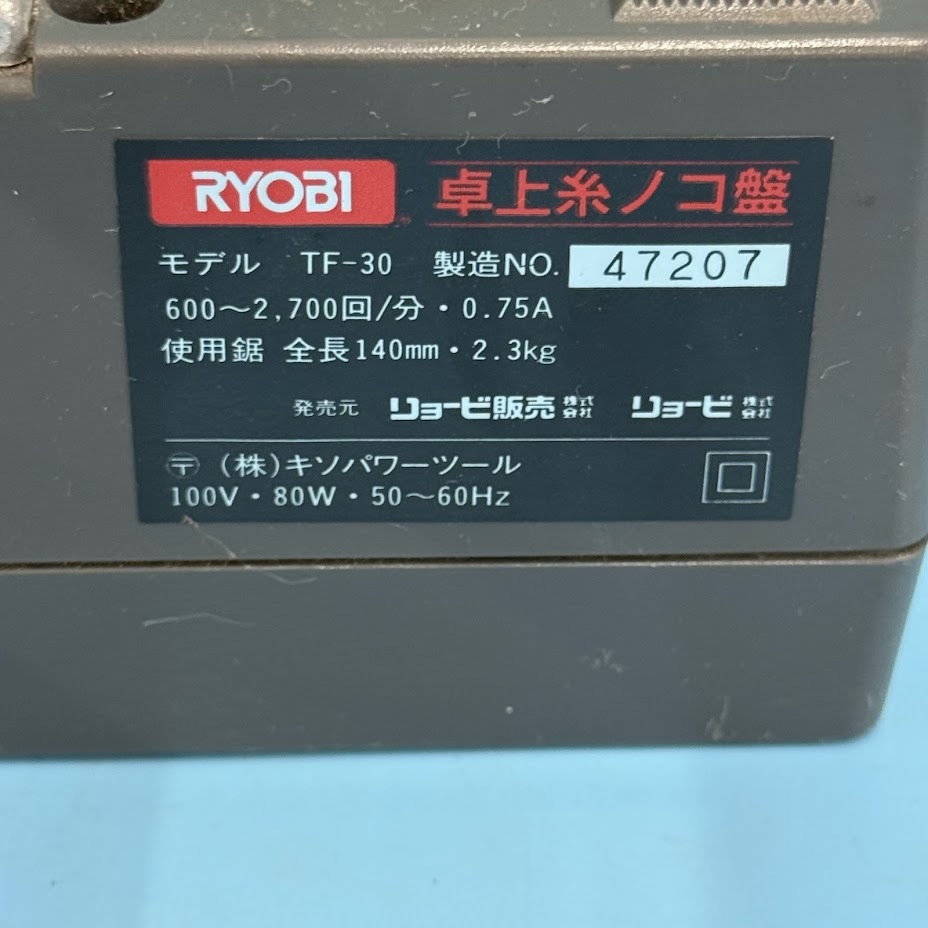 RYOBI 卓上糸ノコ盤
モデル TF-30 製造NO. 47207
600〜2,700回/分・0.75A
使用鋸 全長140mm・2.3kg
発売元 リョービ販売株式会社 リョービ株式会社
〒 (株)キソパワーツール
100V・80W・50〜60Hz